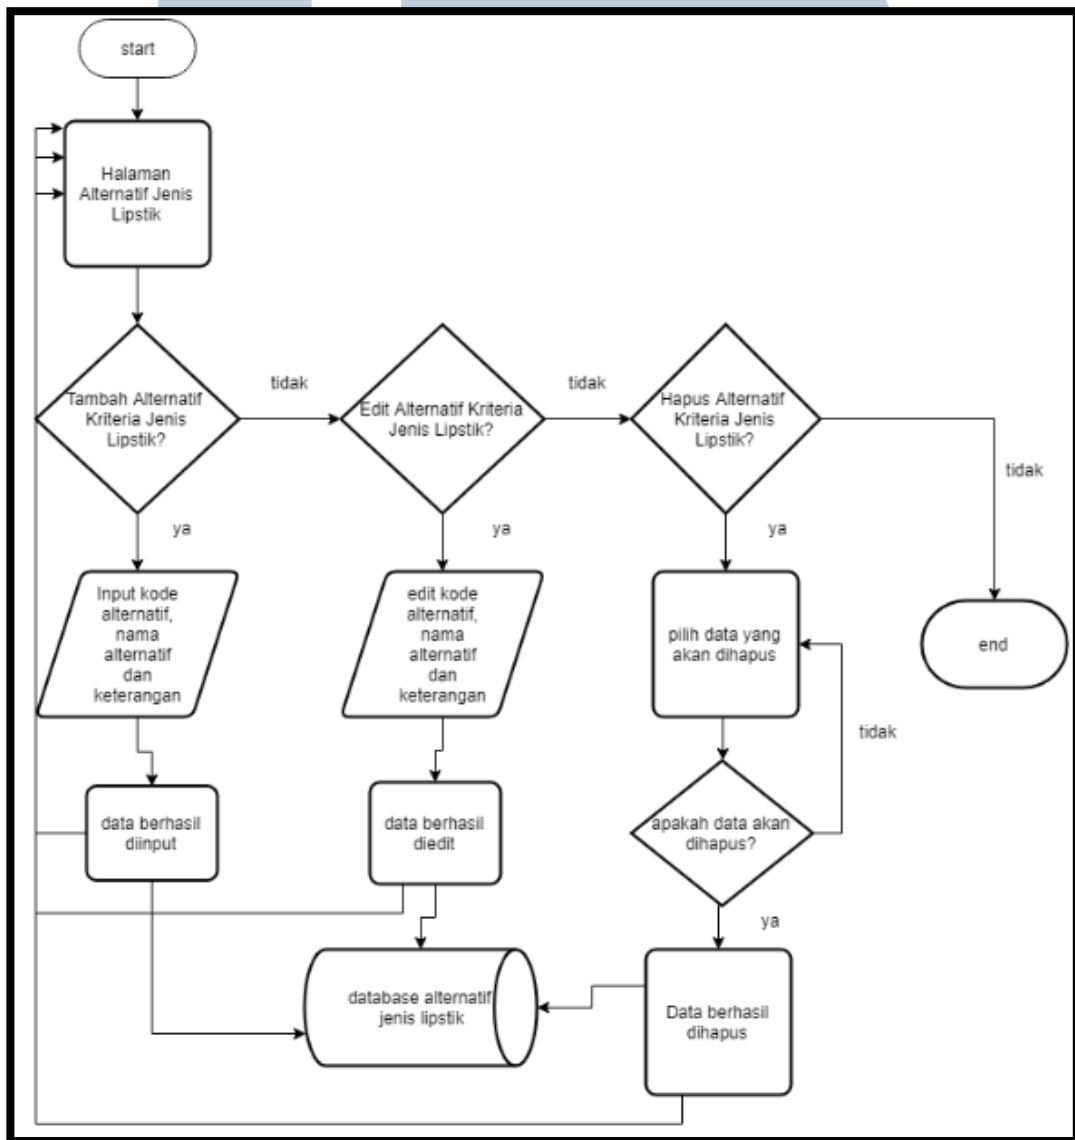 start
Halaman
Alternatif Jenis
Lipstik
Tambah Alternatif
Kriteria Jenis
Lipstik?
tidak
Edit Alternatif Kriteria
Jenis Lipstik?
tidak
Hapus Alternatif
Kriteria Jenis
Lipstik?
tidak
ya
ya
ya
Input kode
alternatif,
nama
alternatif
dan
keterangan
edit kode
alternatif,
nama
alternatif
dan
keterangan
pilih data yang
akan dihapus
end
tidak
data berhasil
diinput
data berhasil
diedit
apakah data akan
dihapus?
ya
database alternatif
jenis lipstik
Data berhasil
dihapus